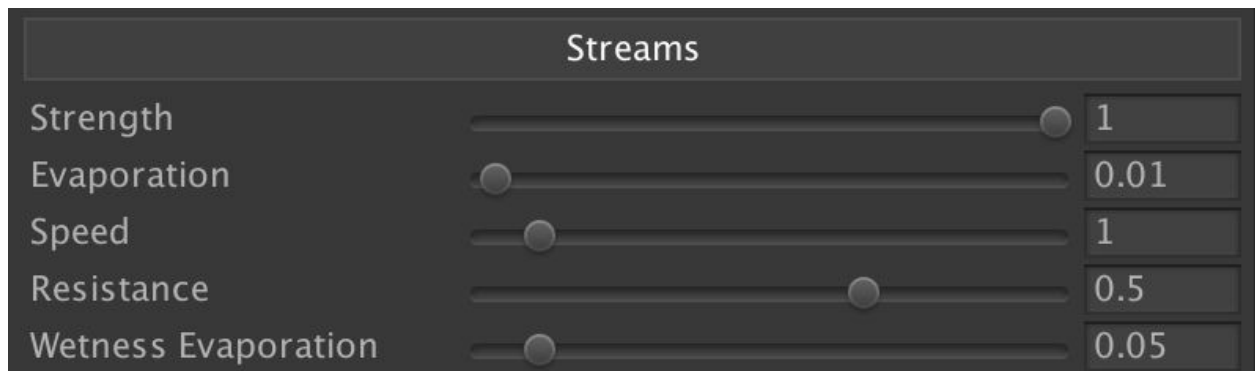 Streams
Strength 1
Evaporation 0.01
Speed 1
Resistance 0.5
Wetness Evaporation 0.05